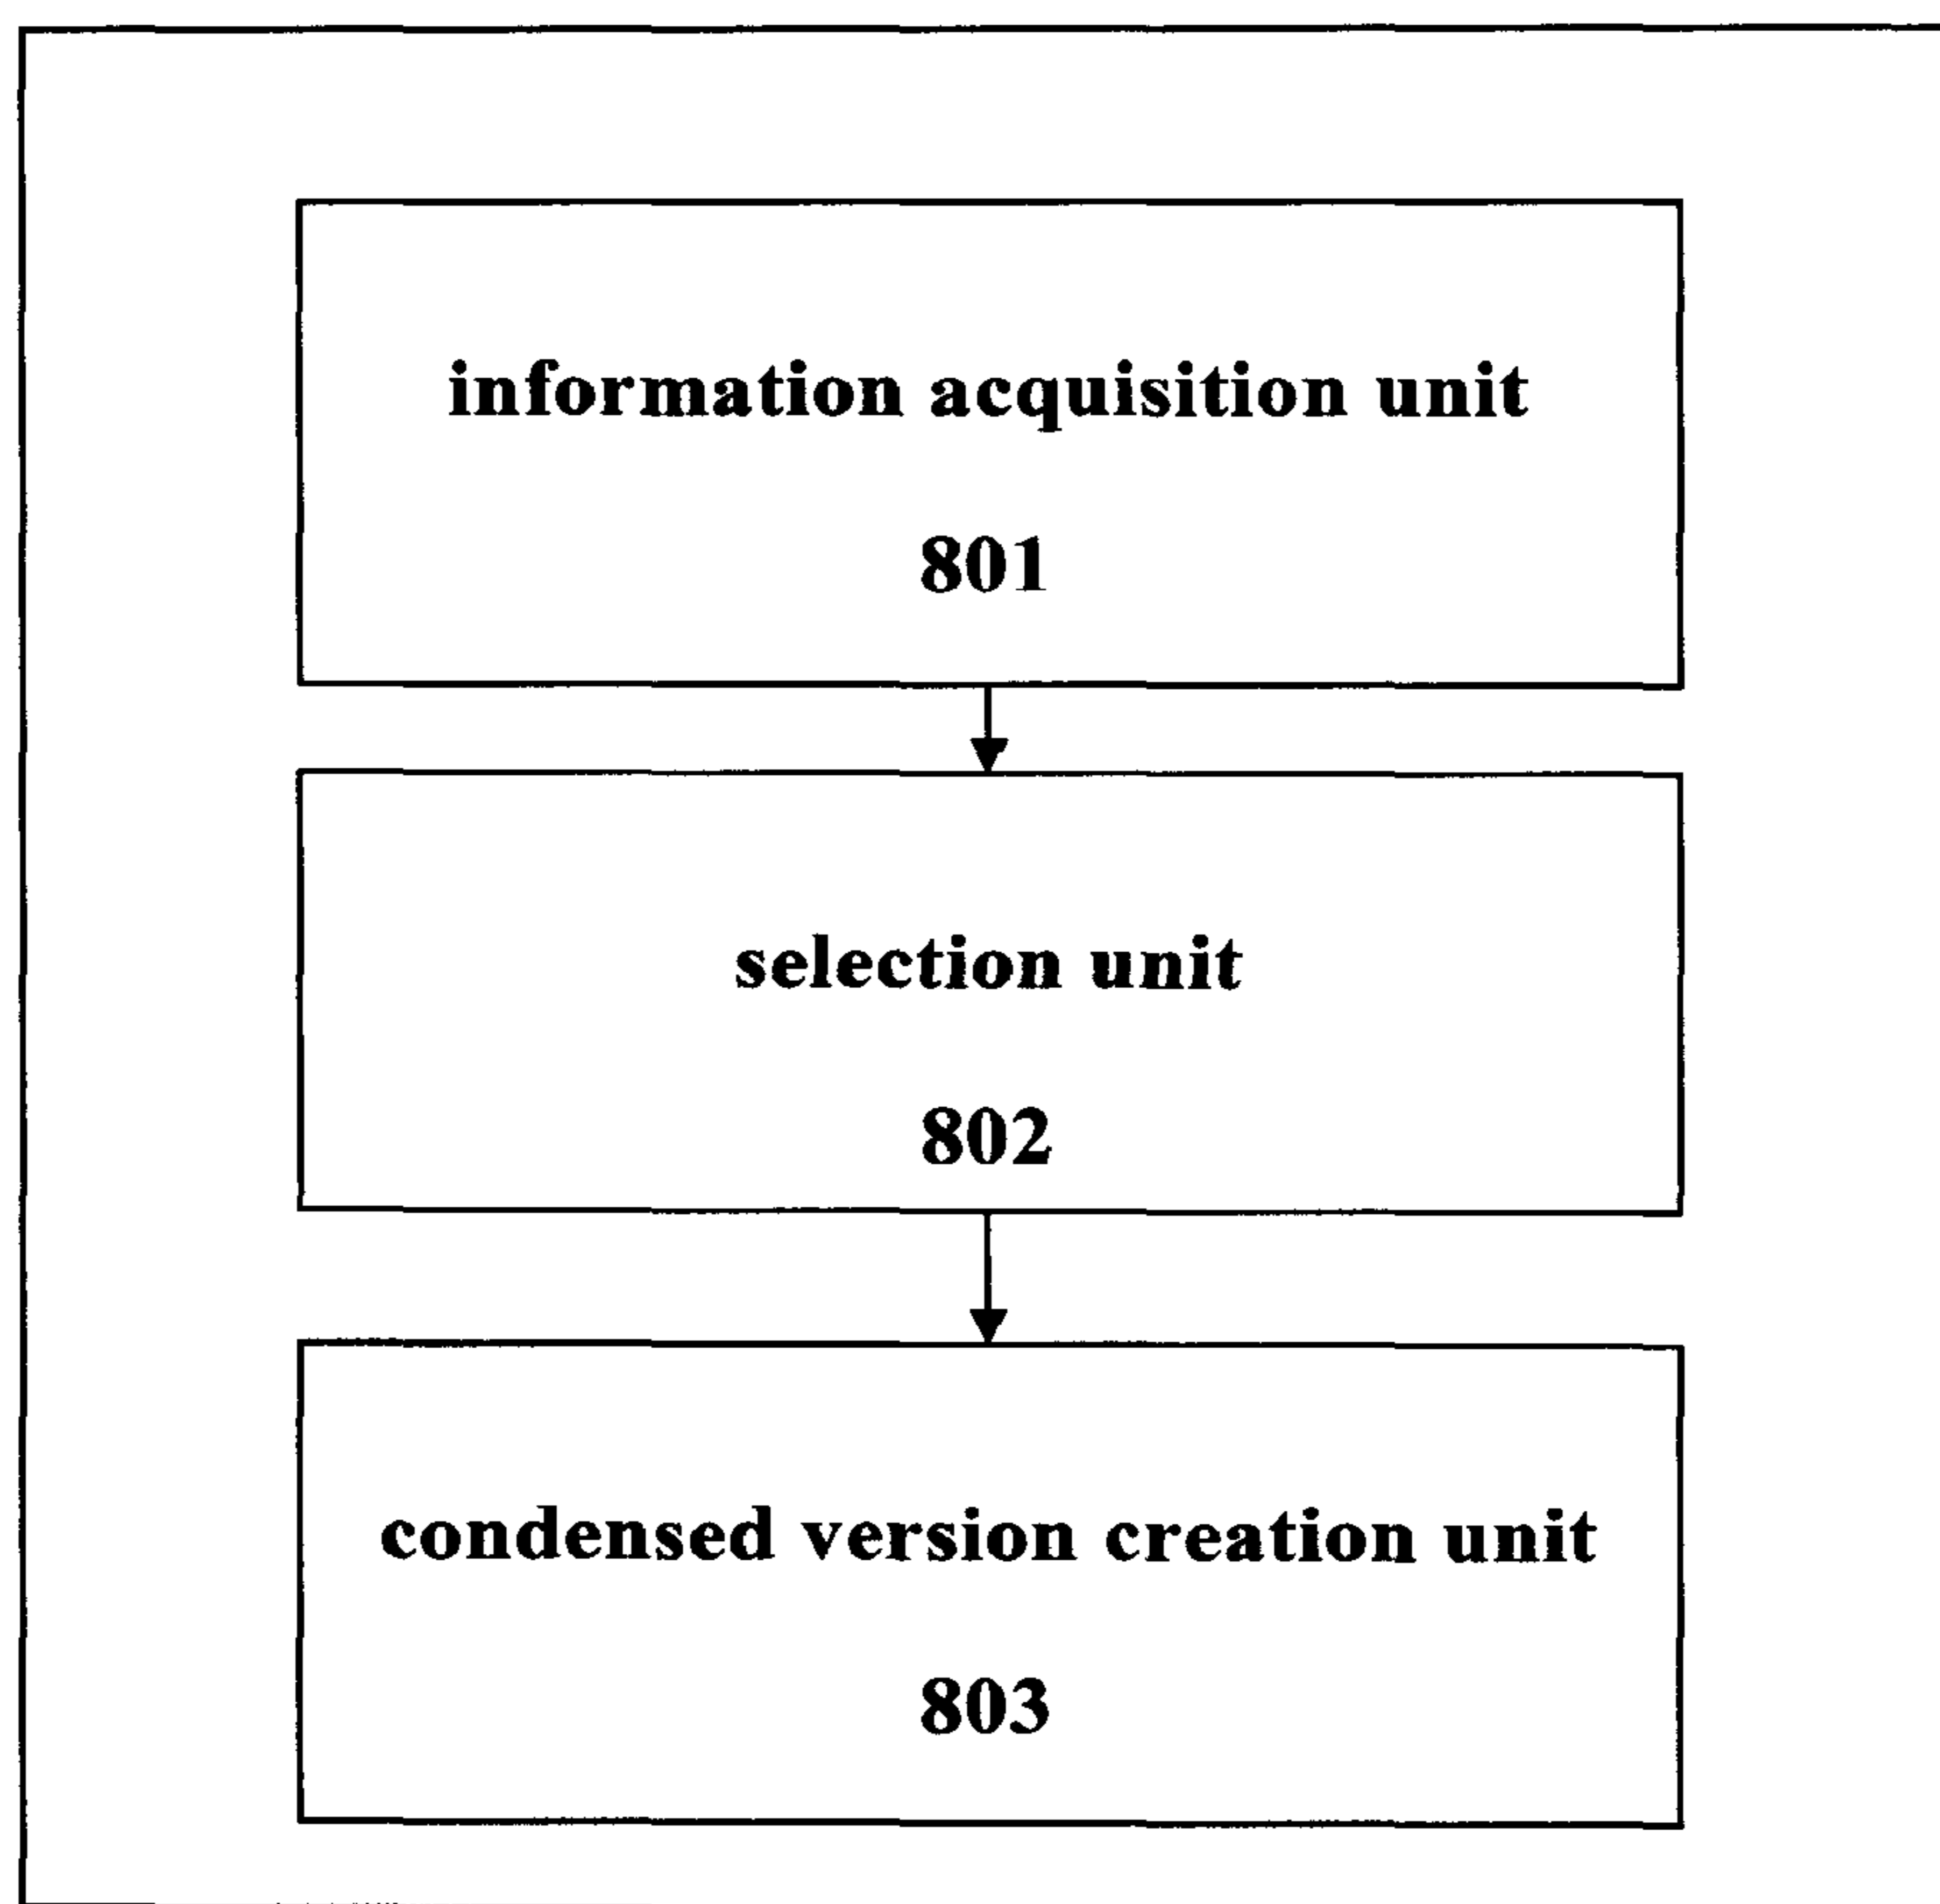 information acquisition unit
801
selection unit
802
condensed version creation unit
803